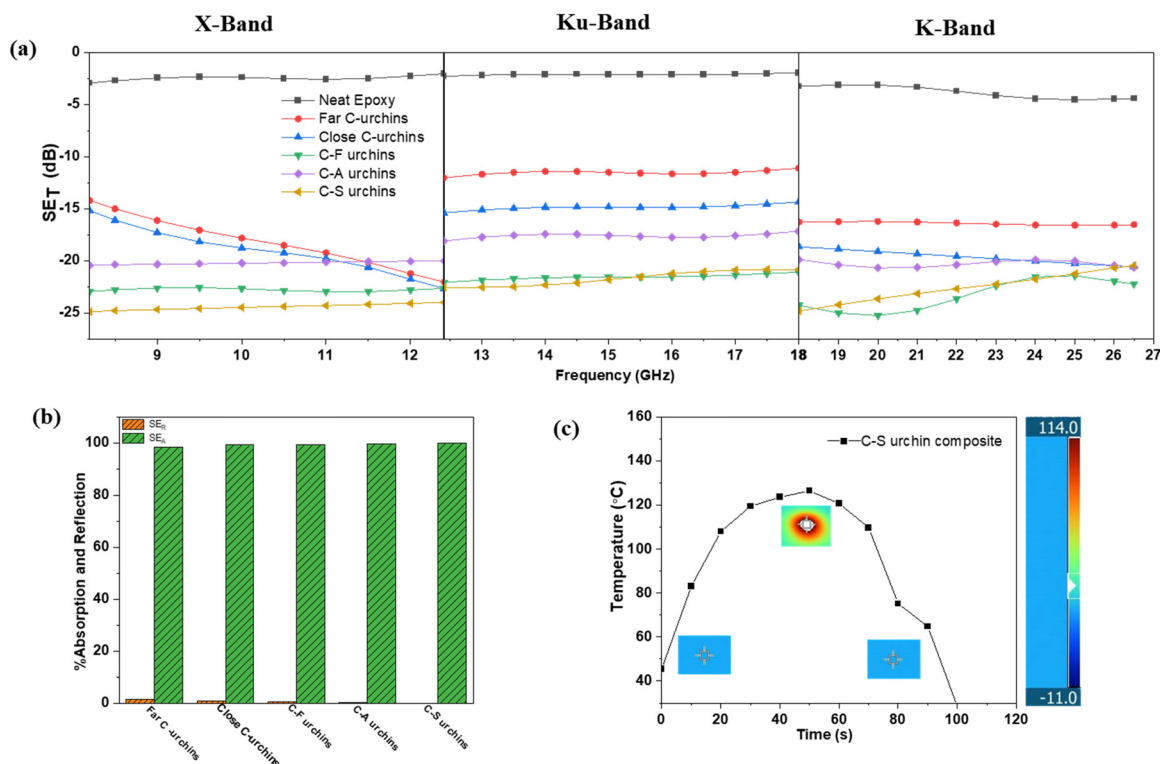 X-Band
Ku-Band
K-Band
(a)
SET (dB)
0
-5
-10
-15
-20
-25
Neat Epoxy
Far C-urchins
Close C-urchins
C-F urchins
C-A urchins
C-S urchins
9 10 11 12 13 14 15 16 17 18 18 19 20 21 22 23 24 25 26 27
Frequency (GHz)
(b)
%Absorption and Reflection
100
80
60
40
20
0
SER
SEA
Far C -urchins
Close C-urchins
C-F urchins
C-A urchins
C-S urchins
(c)
Temperature (°C)
160
140
120
100
80
60
40
C-S urchin composite
0 20 40 60 80 100 120
Time (s)
114.0
-11.0